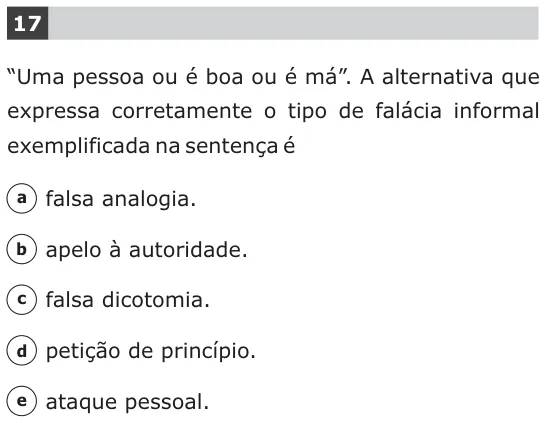 17
“Uma pessoa ou é boa ou é má”. A alternativa que
expressa corretamente o tipo de falácia informal
exemplificada na sentença é
a falsa analogia.
b apelo à autoridade.
c falsa dicotomia.
d petição de princípio.
e ataque pessoal.